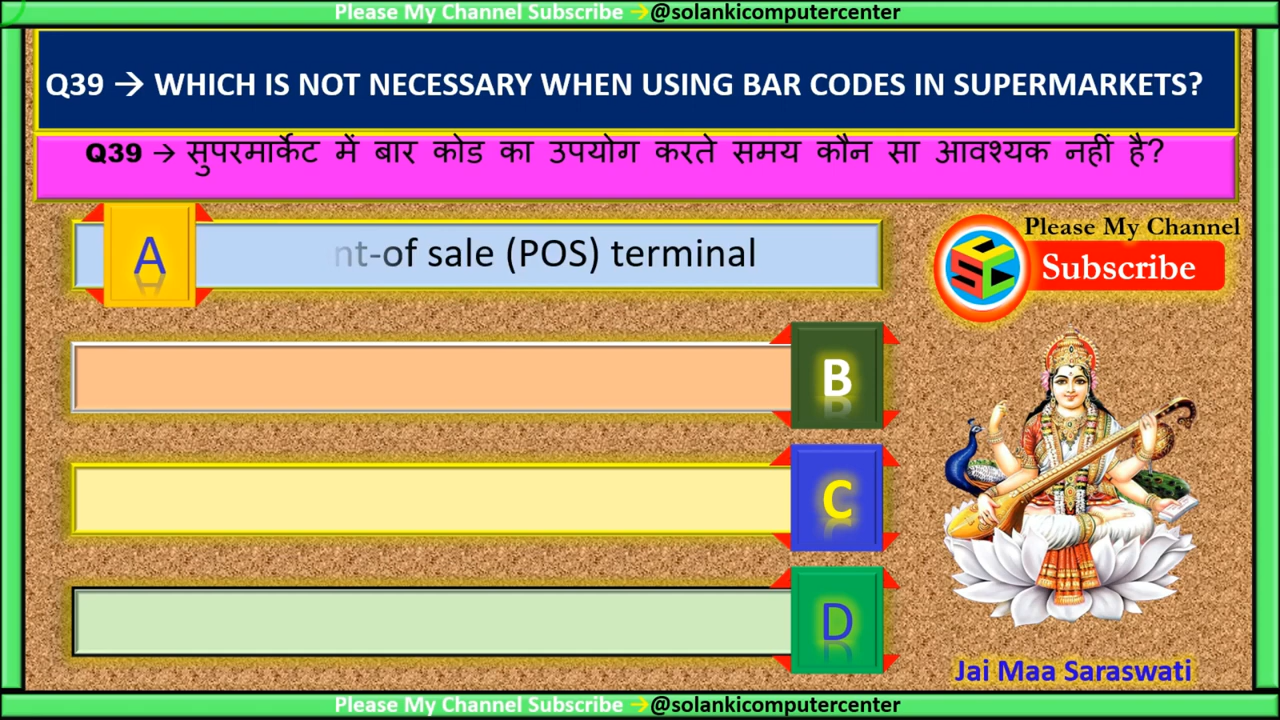 Please My Channel Subscribe →@solankicomputercenter
Q39 → WHICH IS NOT NECESSARY WHEN USING BAR CODES IN SUPERMARKETS?
Q39 → सुपरमार्केट में बार कोड का उपयोग करते समय कौन सा आवश्यक नहीं है?
A
nt-of sale (POS) terminal
Please My Channel
Subscribe
B
C
D
Jai Maa Saraswati
Please My Channel Subscribe →@solankicomputercenter